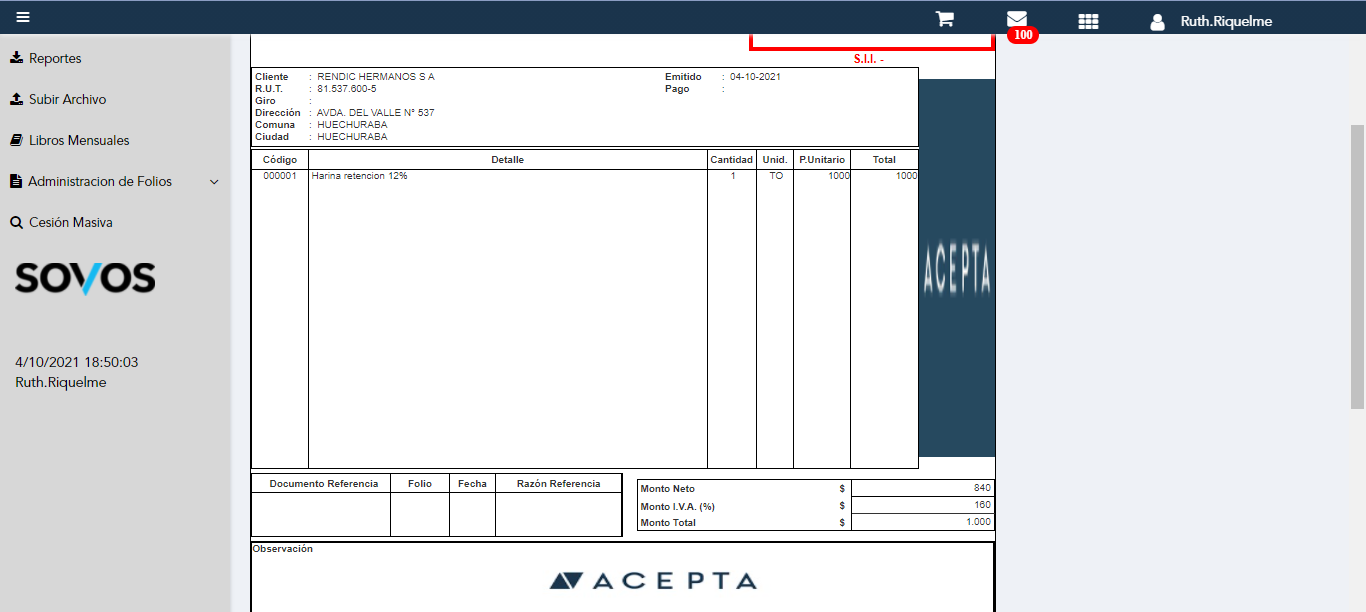 Ruth.Riquelme
100
Reportes
Subir Archivo
Libros Mensuales
Administracion de Folios
Cesión Masiva
SOVOS
4/10/2021 18:50:03
Ruth.Riquelme
S.I.I. -
Cliente : RENDIC HERMANOS S A Emitido : 04-10-2021
R.U.T. : 81.537.600-5 Pago :
Giro :
Dirección : AVDA. DEL VALLE N° 537
Comuna : HUECHURABA
Ciudad : HUECHURABA
Código Detalle Cantidad Unid. P.Unitario Total
000001 Harina retencion 12% 1 TO 1000 1000
ACEPTA
Documento Referencia Folio Fecha Razón Referencia
Monto Neto $ 840
Monto I.V.A. (%) $ 160
Monto Total $ 1.000
Observación
ACEPTA